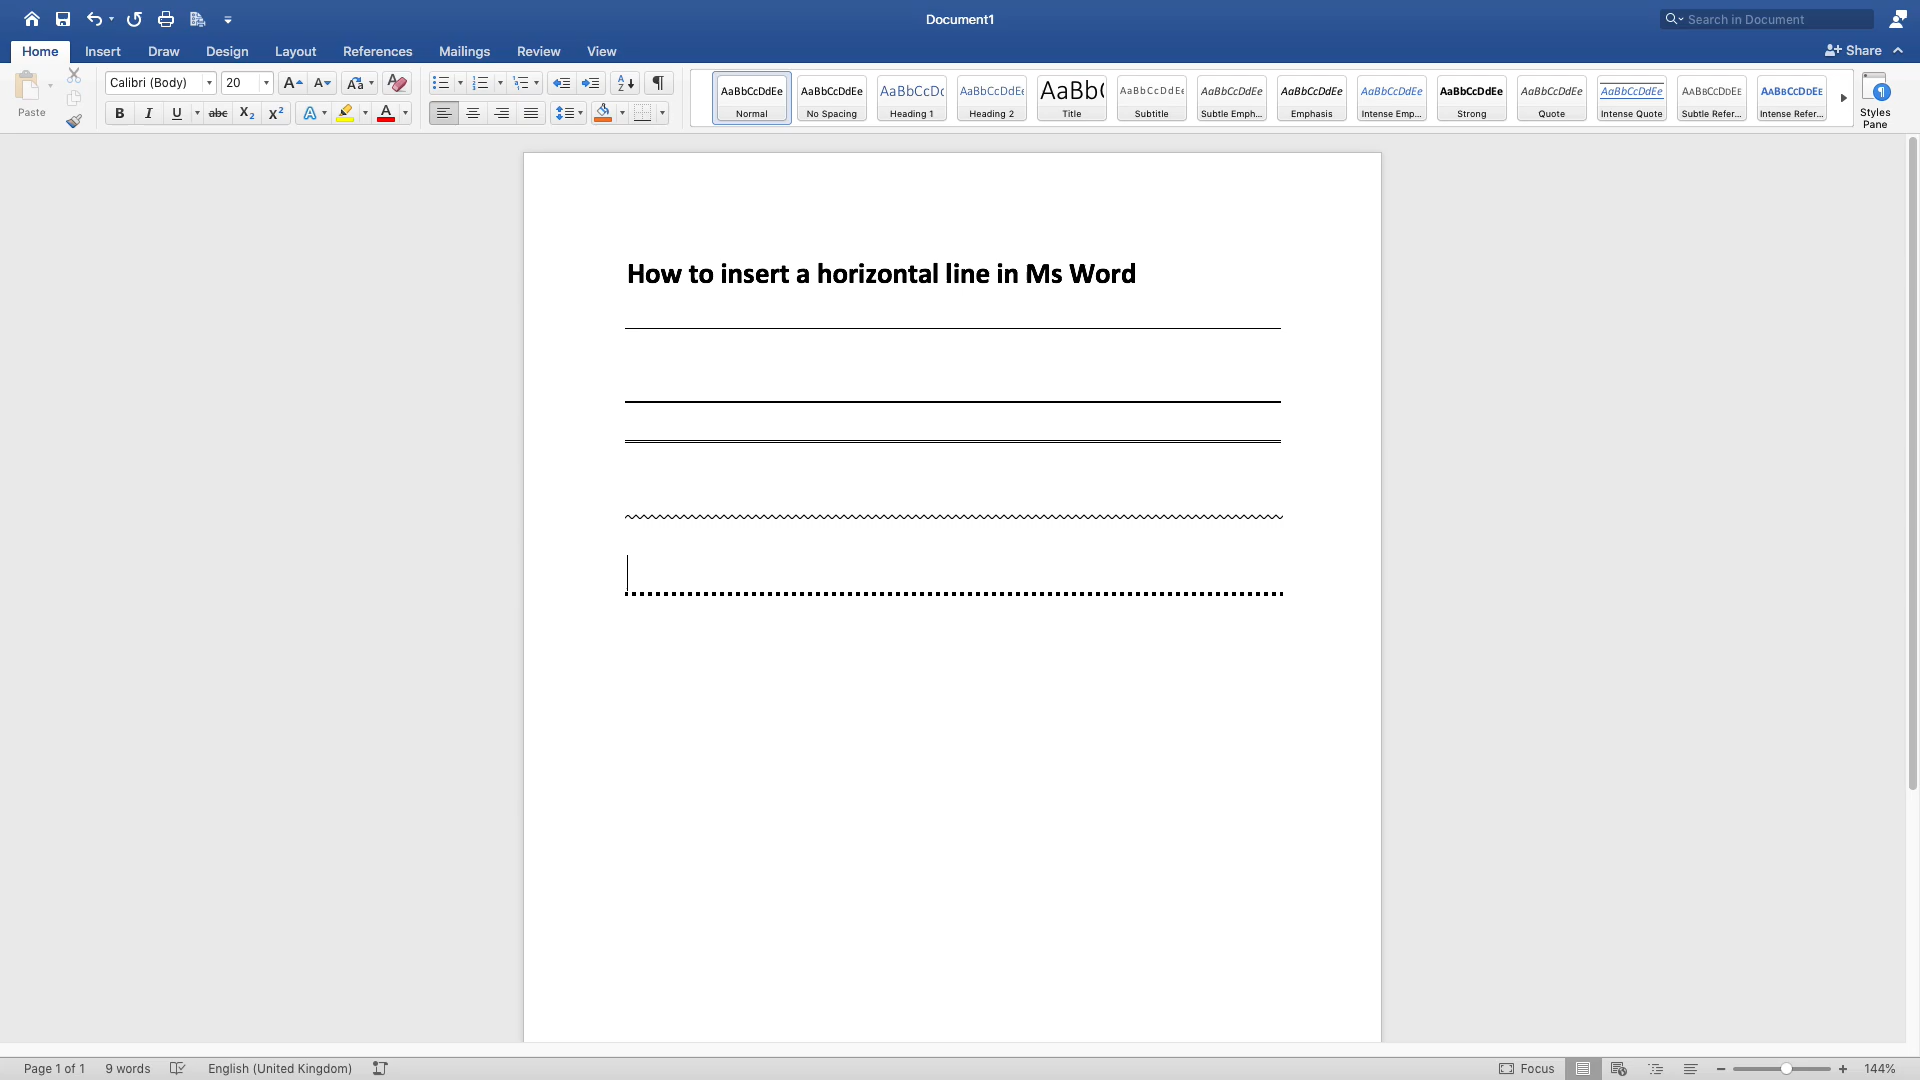 Document1
Search in Document
Home Insert Draw Design Layout References Mailings Review View
Share
Paste
Calibri (Body) 20
AaBbCcDdEe AaBbCcDdEe AaBbCcDc AaBbCcDdEe AaBb( AaBbCcDdEe AaBbCcDdEe AaBbCcDdEe AaBbCcDdEe AaBbCcDdEe AaBbCcDdEe AaBbCcDdEe AaBbCcDdEe AaBbCcDdEe
Normal No Spacing Heading 1 Heading 2 Title Subtitle Subtle Emph... Emphasis Intense Emp... Strong Quote Intense Quote Subtle Refer... Intense Refer...
Styles
Pane
B I U abc X2 X2 A A
How to insert a horizontal line in Ms Word
Page 1 of 1 9 words English (United Kingdom) Focus 144%